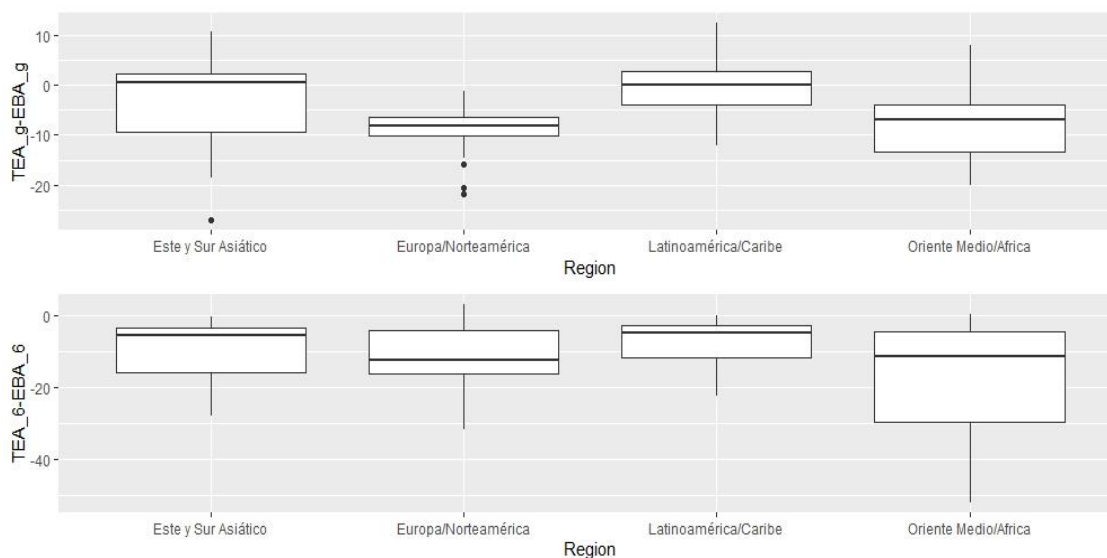 TEA_g-EBA_g
10
0
-10
-20
Este y Sur Asiático
Europa/Norteamérica
Latinoamérica/Caribe
Oriente Medio/Africa
Region
TEA_6-EBA_6
0
-20
-40
Este y Sur Asiático
Europa/Norteamérica
Latinoamérica/Caribe
Oriente Medio/Africa
Region